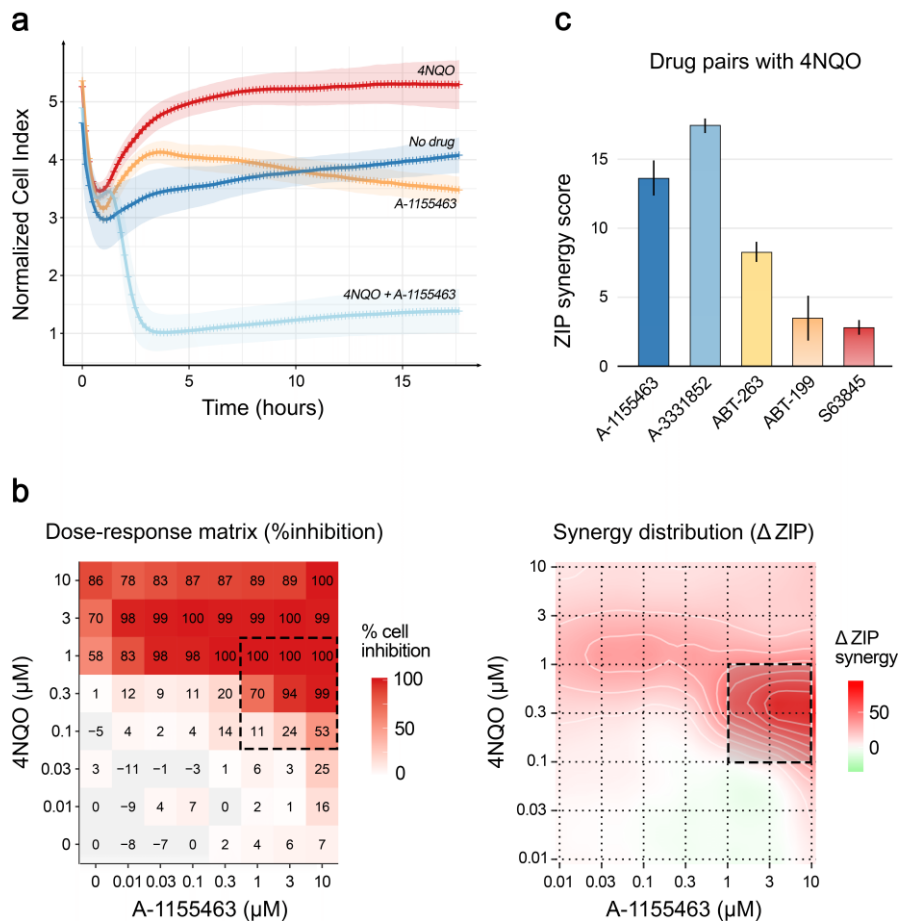 a
Normalized Cell Index
5
4
3
2
1
4NQO
No drug
A-1155463
4NQO + A-1155463
0 5 10 15
Time (hours)
c
Drug pairs with 4NQO
ZIP synergy score
15
10
5
0
A-1155463 A-3331852 ABT-263 ABT-199 S63845
b
Dose-response matrix (%inhibition)
4NQO (µM)
10 86 78 83 87 87 89 89 100
3 70 98 99 100 99 99 100 99
1 58 83 98 98 100 100 100 100
0.3 1 12 9 11 20 70 94 99
0.1 −5 4 2 4 14 11 24 53
0.03 3 −11 −1 −3 1 6 3 25
0.01 0 −9 4 7 0 2 1 16
0 0 −8 −7 0 2 4 6 7
0 0.01 0.03 0.1 0.3 1 3 10
A-1155463 (µM)
% cell
inhibition
100
50
0
Synergy distribution (Δ ZIP)
4NQO (µM)
10
3
1
0.3
0.1
0.03
0.01
0.01 0.03 0.1 0.3 1 3 10
A-1155463 (µM)
Δ ZIP
synergy
50
0